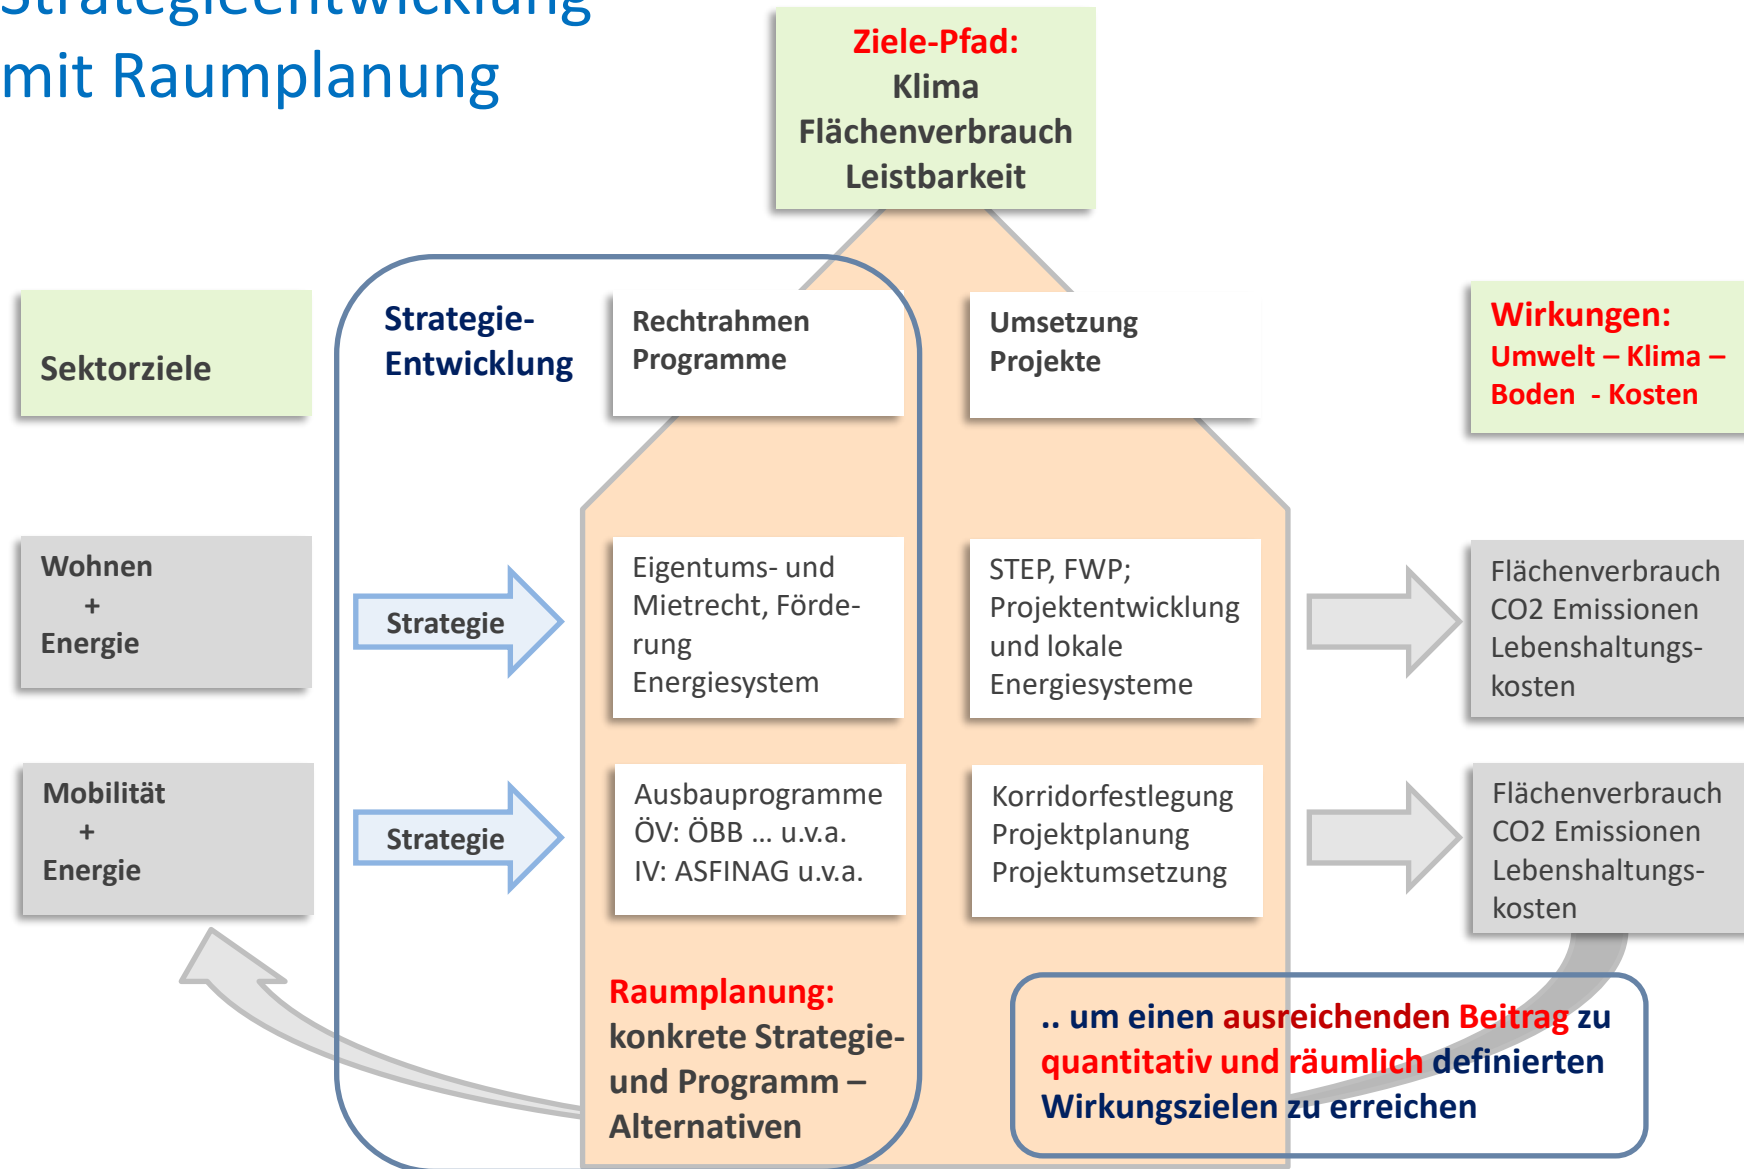 Strategieentwicklung
mit Raumplanung
Ziele-Pfad:
Klima
Flächenverbrauch
Leistbarkeit
Sektorziele
Strategie-
Entwicklung
Rechtrahmen
Programme
Umsetzung
Projekte
Wirkungen:
Umwelt – Klima –
Boden - Kosten
Wohnen
+
Energie
Strategie
Eigentums- und
Mietrecht, Förde-
rung
Energiesystem
STEP, FWP;
Projektentwicklung
und lokale
Energiesysteme
Flächenverbrauch
CO2 Emissionen
Lebenshaltungs-
kosten
Mobilität
+
Energie
Strategie
Ausbauprogramme
ÖV: ÖBB ... u.v.a.
IV: ASFINAG u.v.a.
Korridorfestlegung
Projektplanung
Projektumsetzung
Flächenverbrauch
CO2 Emissionen
Lebenshaltungs-
kosten
Raumplanung:
konkrete Strategie-
und Programm –
Alternativen
.. um einen ausreichenden Beitrag zu
quantitativ und räumlich definierten
Wirkungszielen zu erreichen